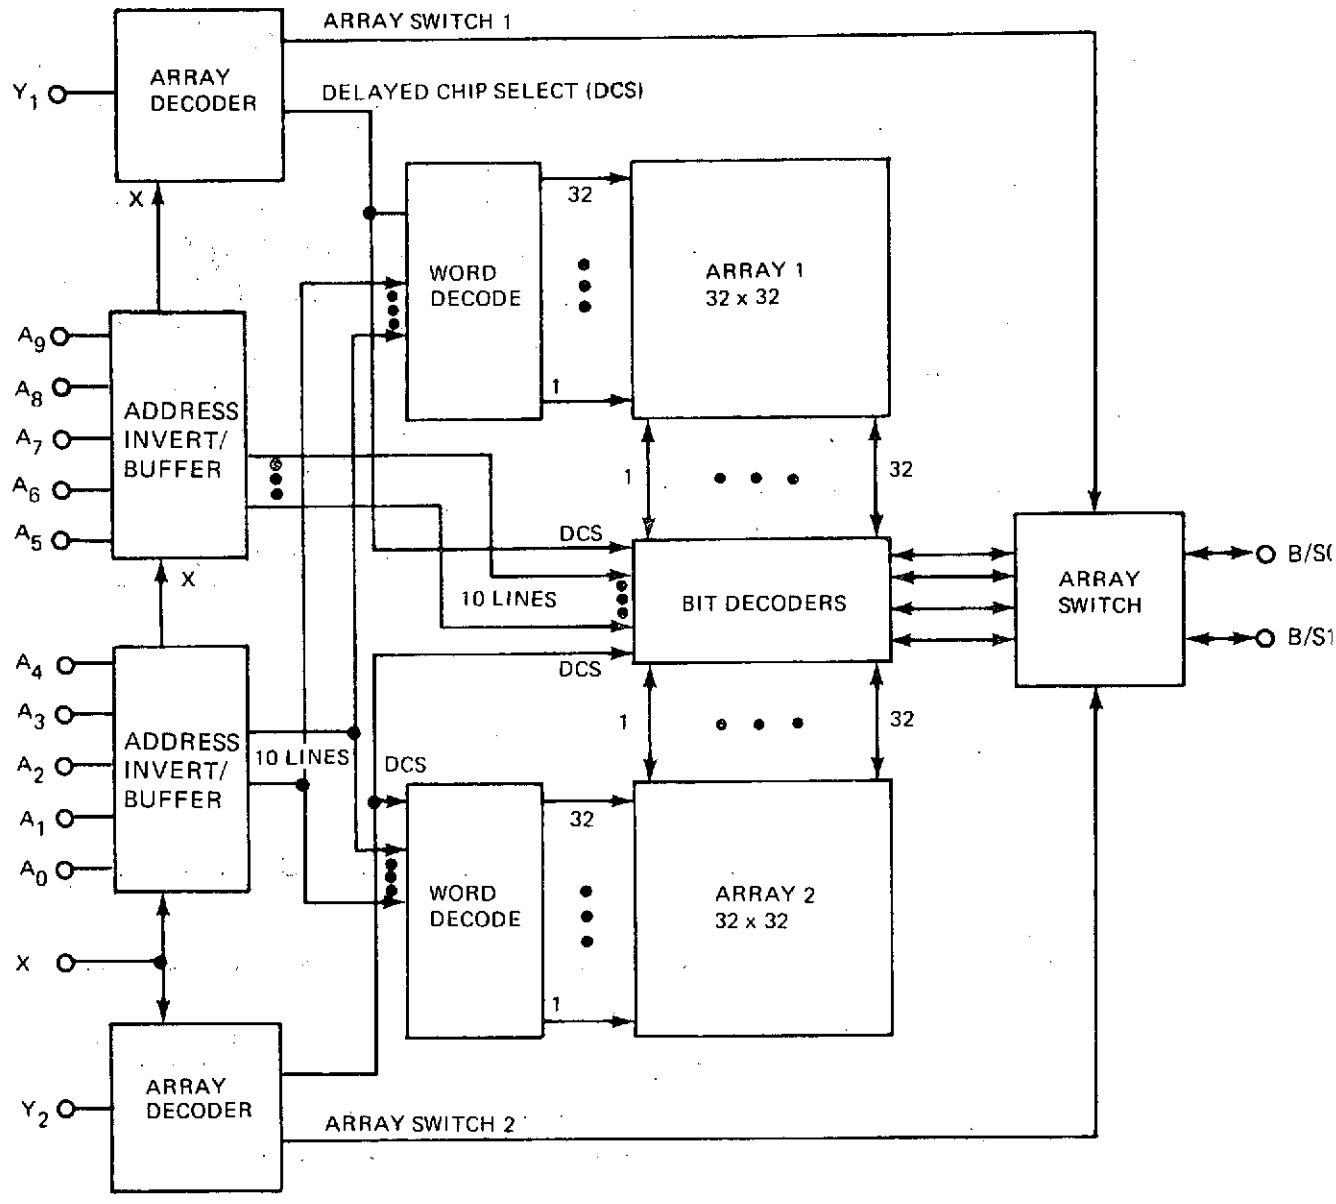 ARRAY SWITCH 1
Y1
ARRAY
DECODER
DELAYED CHIP SELECT (DCS)
X
32
WORD
DECODE
ARRAY 1
32 x 32
1
A9
A8
A7
A6
A5
ADDRESS
INVERT/
BUFFER
1
32
DCS
10 LINES
BIT DECODERS
DCS
ARRAY
SWITCH
B/S0
B/S1
X
A4
A3
A2
A1
A0
ADDRESS
INVERT/
BUFFER
10 LINES
1
32
DCS
32
WORD
DECODE
ARRAY 2
32 x 32
1
X
Y2
ARRAY
DECODER
ARRAY SWITCH 2